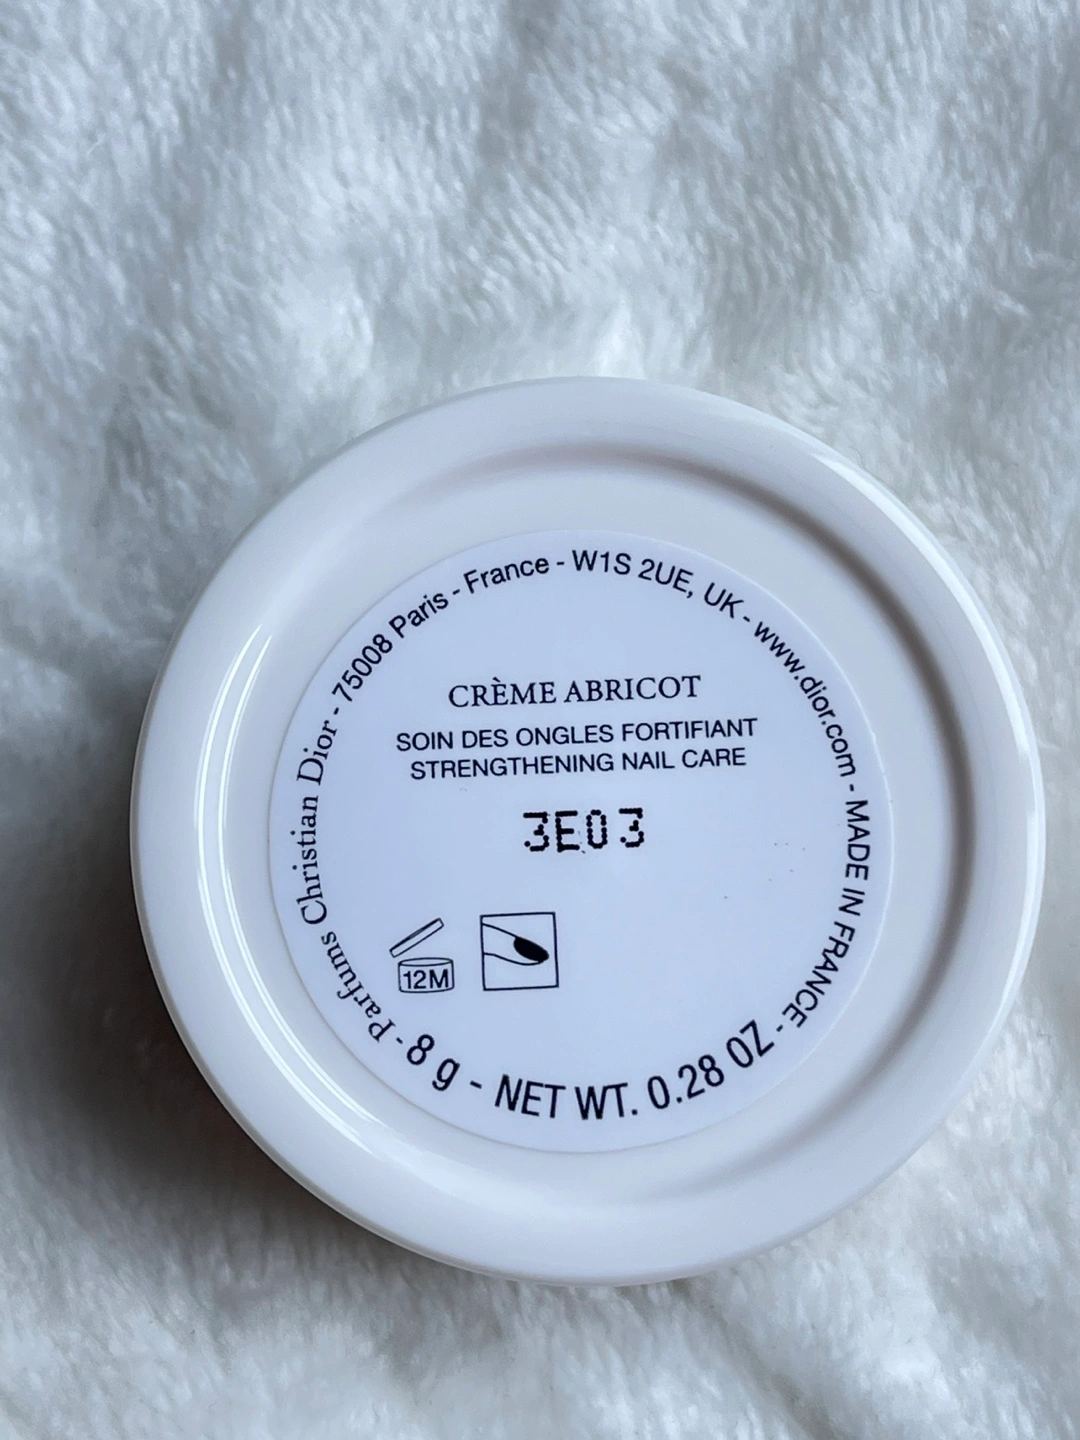 Parfums Christian Dior - 75008 Paris - France - W1S 2UE, UK - www.dior.com - MADE IN FRANCE -
CRÈME ABRICOT
SOIN DES ONGLES FORTIFIANT
STRENGTHENING NAIL CARE
3E03
12M
8 g - NET WT. 0.28 OZ -